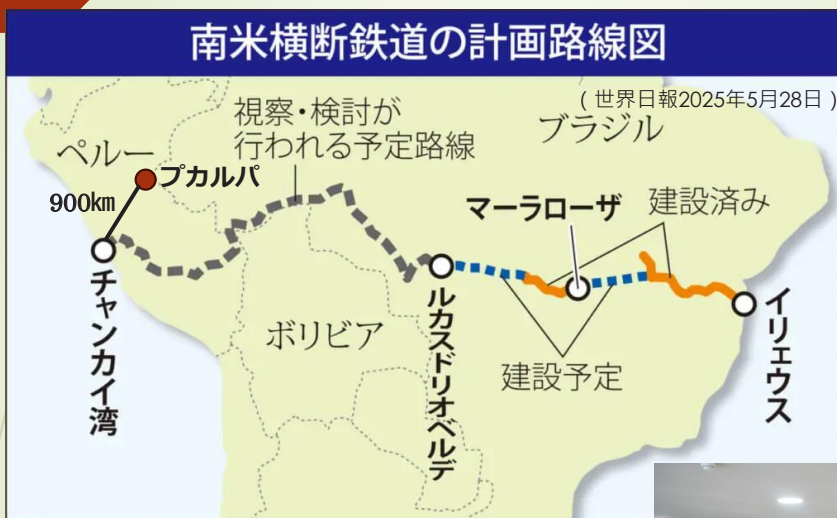 南米横断鉄道の計画路線図
(世界日報2025年5月28日)
視察・検討が
行われる予定路線
ブラジル
ペルー
プカルパ
900㎞
マーラローザ
建設済み
チャンカイ湾
ボリビア
ルカスドリオベルデ
建設予定
イリェウス